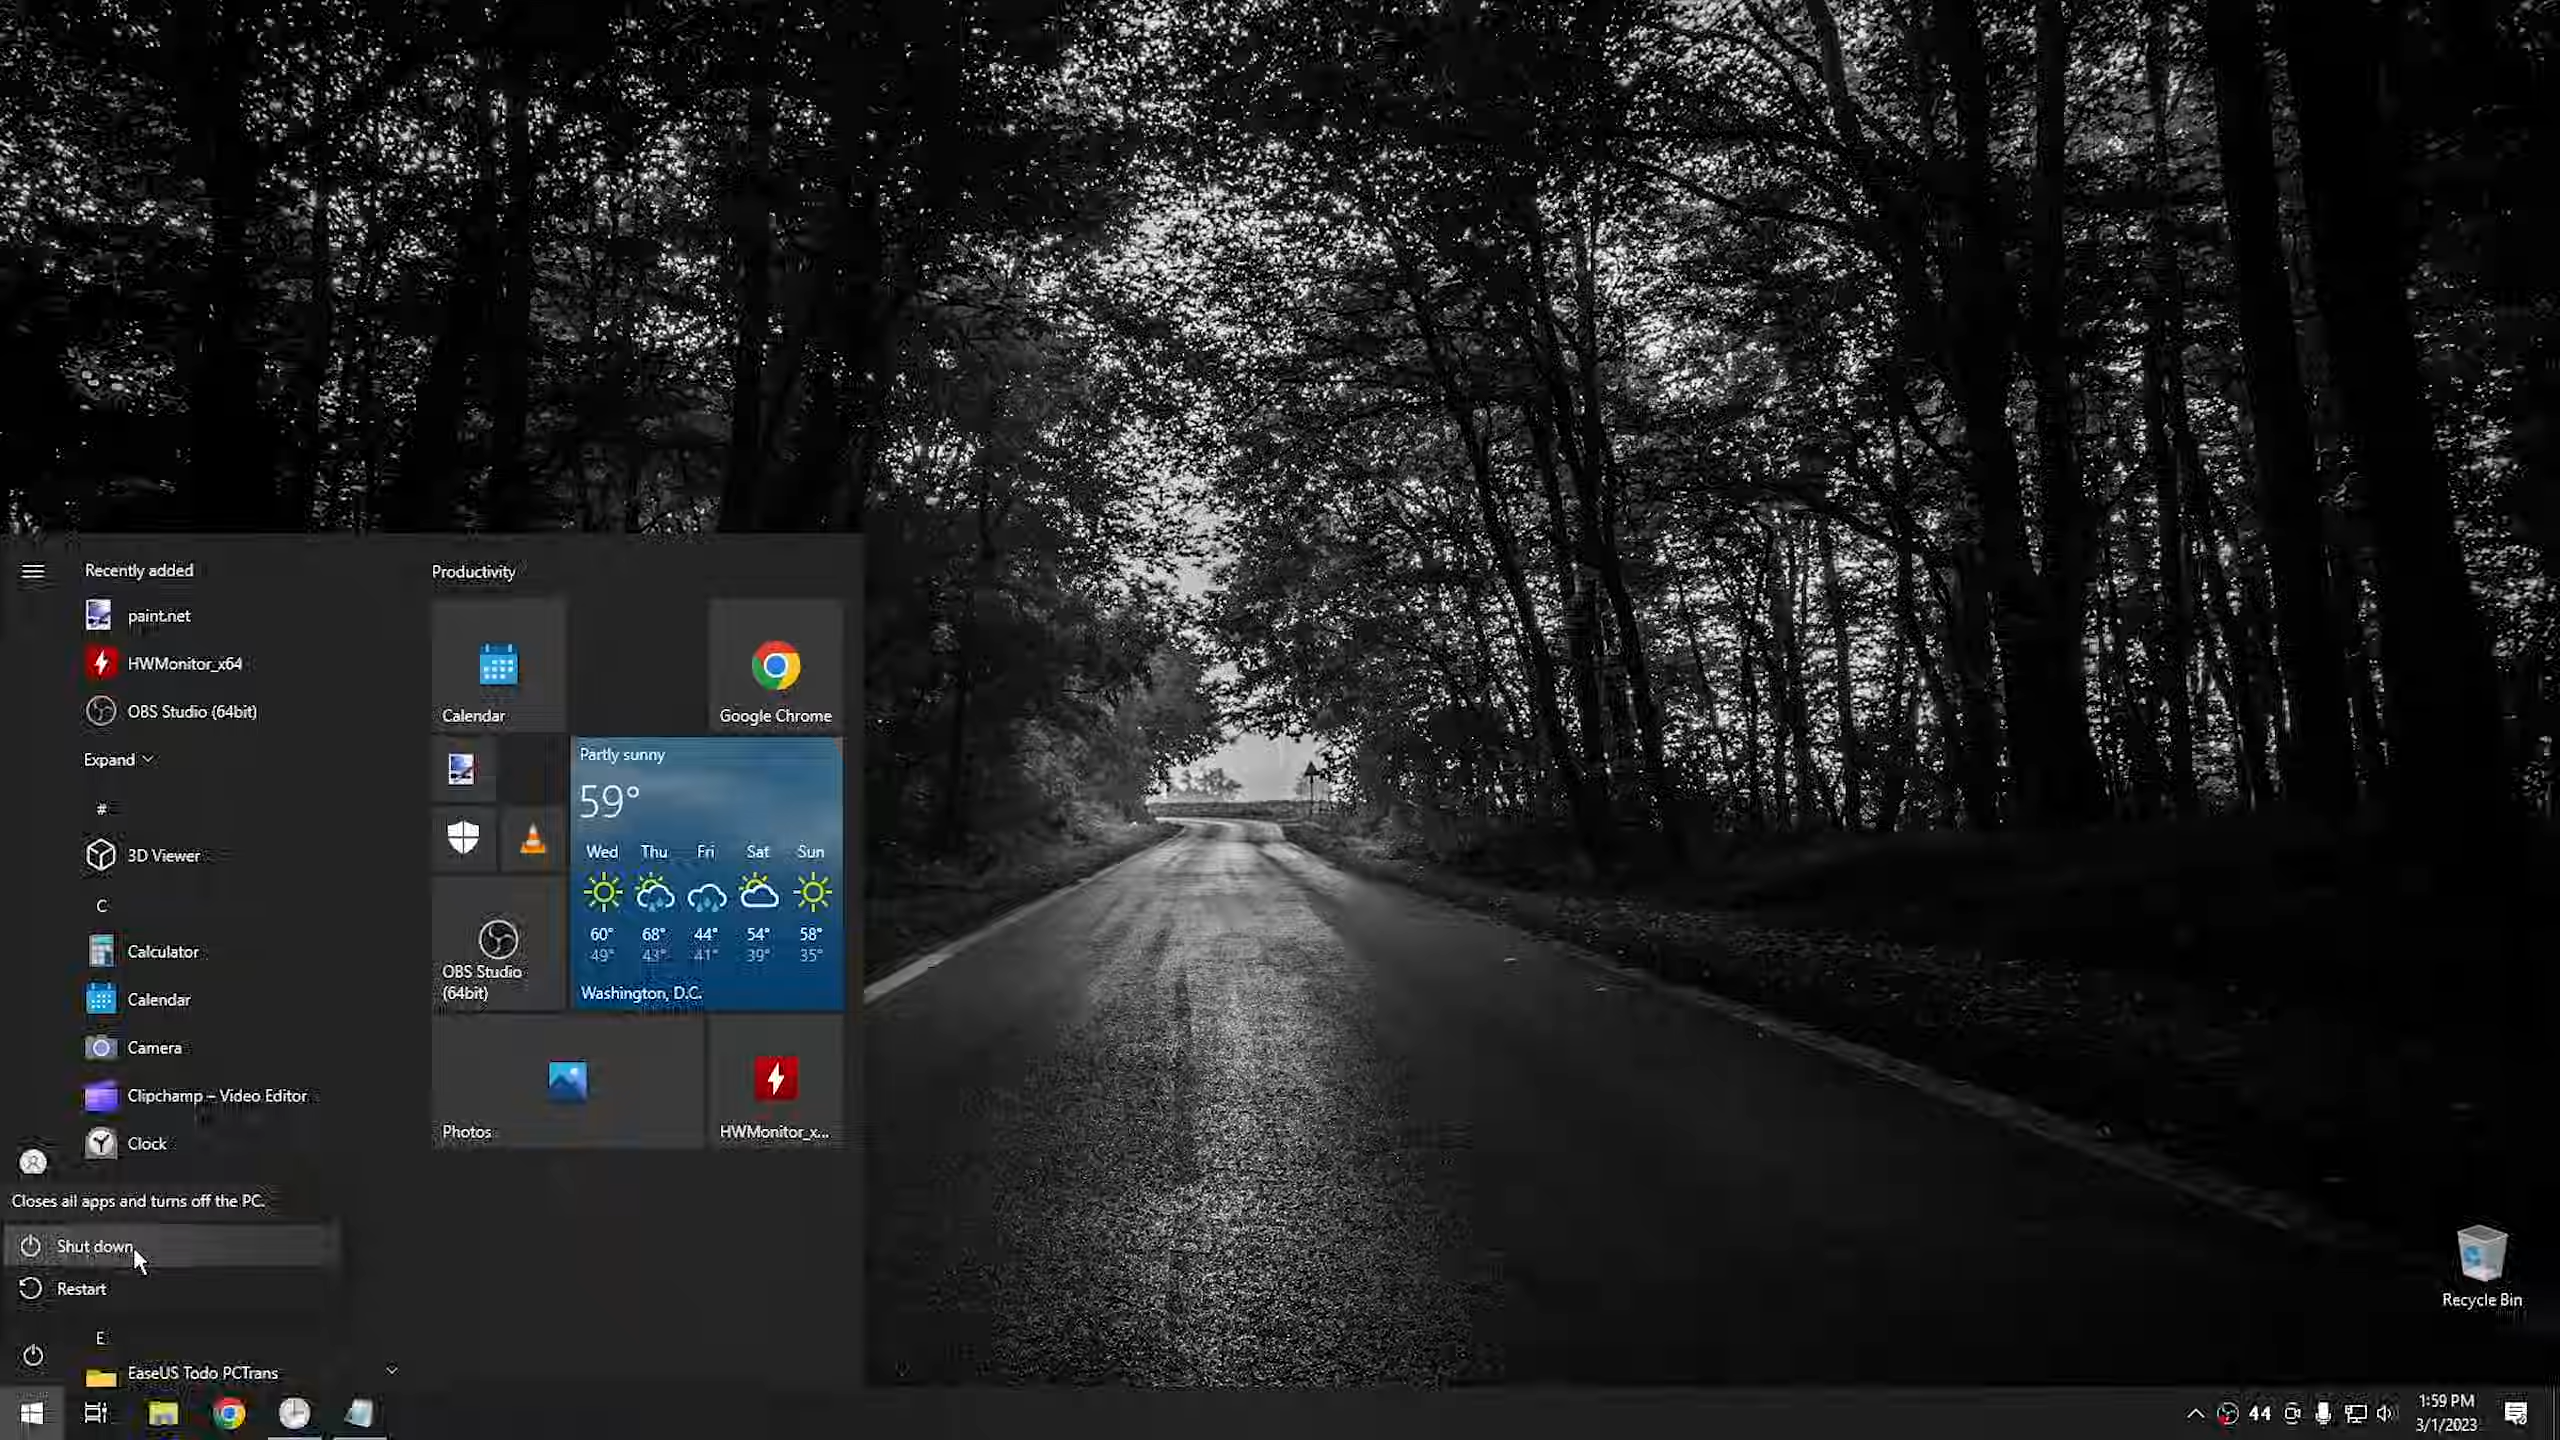 Recently added
paint.net
HWMonitor_x64
OBS Studio (64bit)
Expand
#
3D Viewer
C
Calculator
Calendar
Camera
Clipchamp – Video Editor
Clock
Closes all apps and turns off the PC.
Shut down
Restart
E
EaseUS Todo PCTrans
Productivity
Calendar
Google Chrome
Partly sunny
59°
Wed Thu Fri Sat Sun
60° 68° 44° 54° 58°
49° 43° 41° 39° 35°
Washington, D.C.
OBS Studio
(64bit)
Photos
HWMonitor_x...
Recycle Bin
44
1:59 PM
3/1/2023